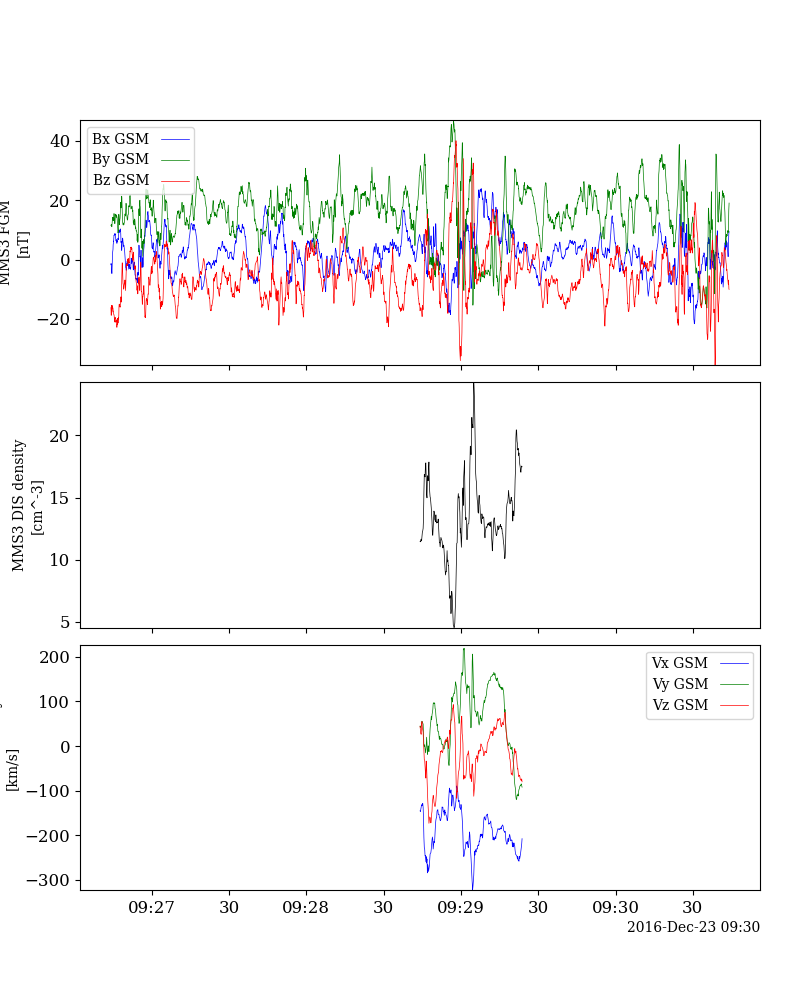 40
20
0
−20
MMS3 FGM
[nT]
Bx GSM
By GSM
Bz GSM
20
15
10
5
MMS3 DIS density
[cm^-3]
200
100
0
−100
−200
−300
[km/s]
Vx GSM
Vy GSM
Vz GSM
09:27 30 09:28 30 09:29 30 09:30 30
2016-Dec-23 09:30